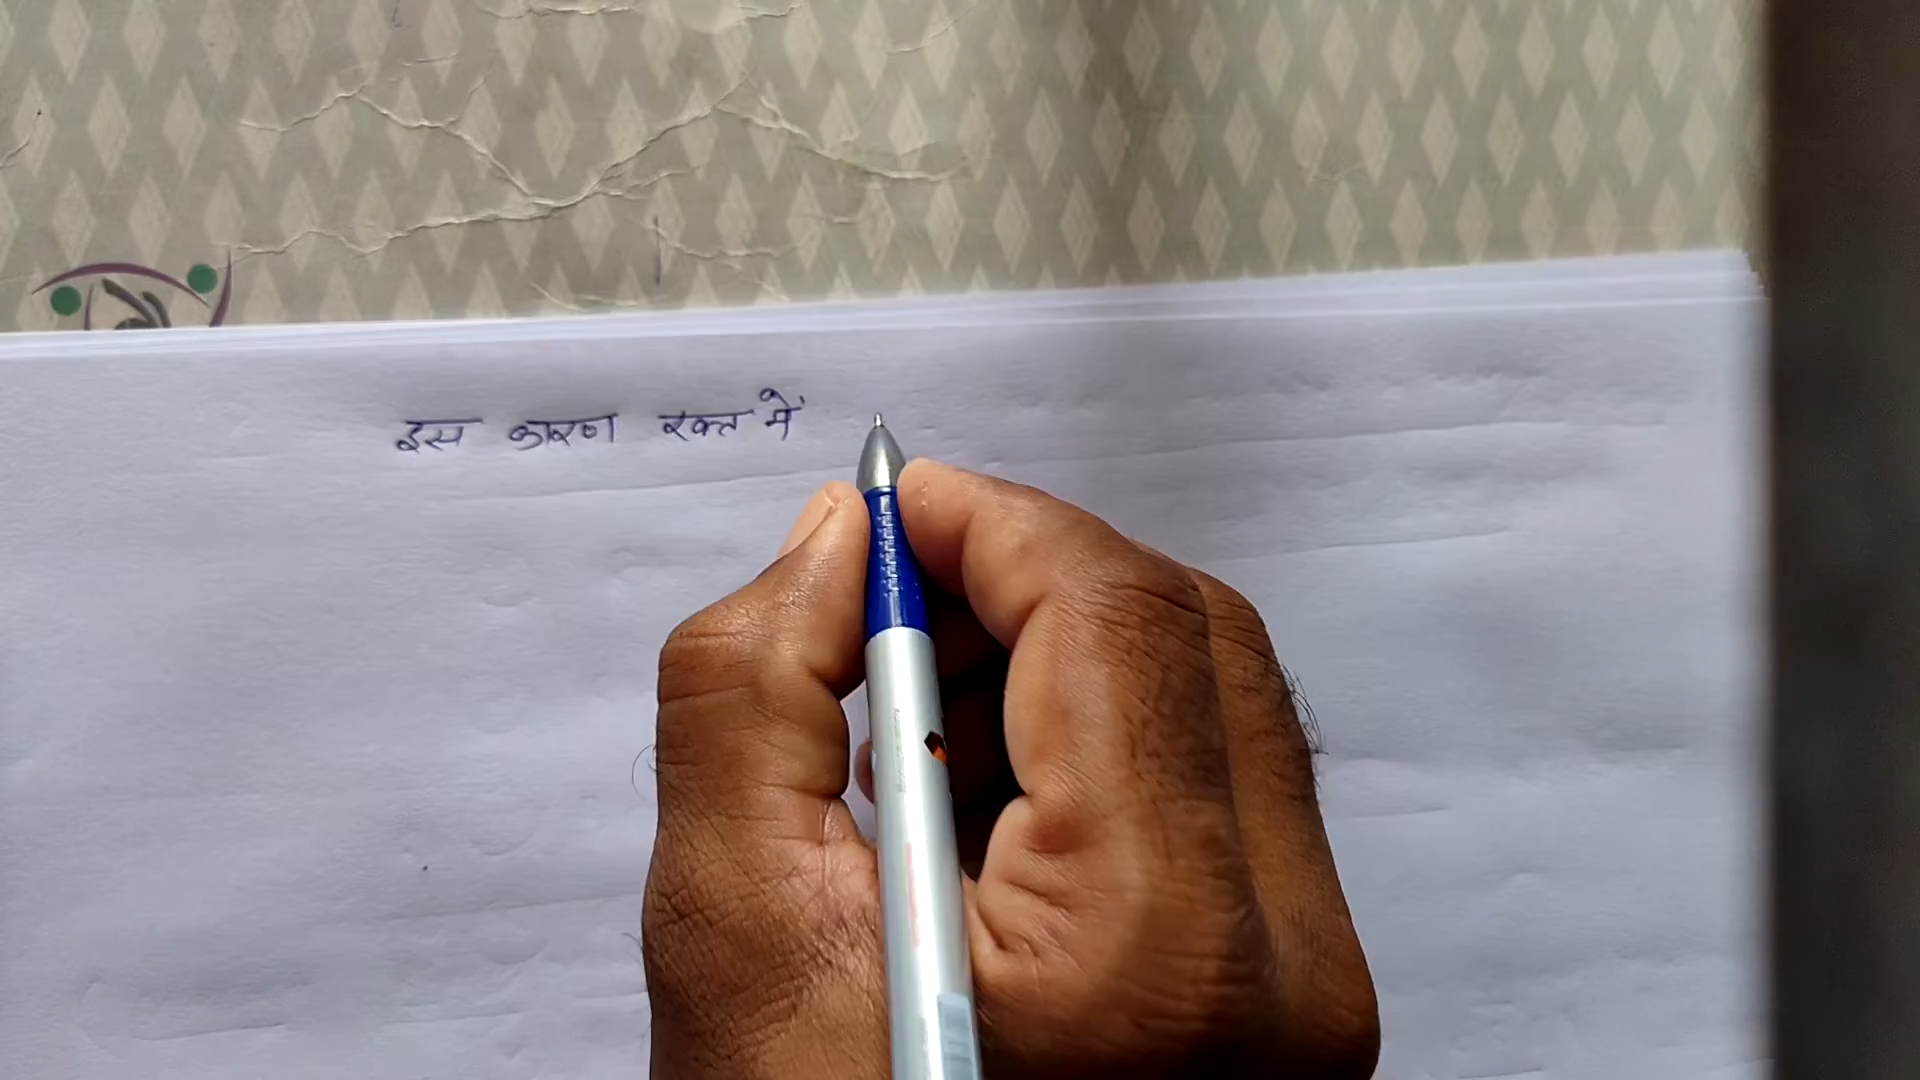 इस कारण रक्त में